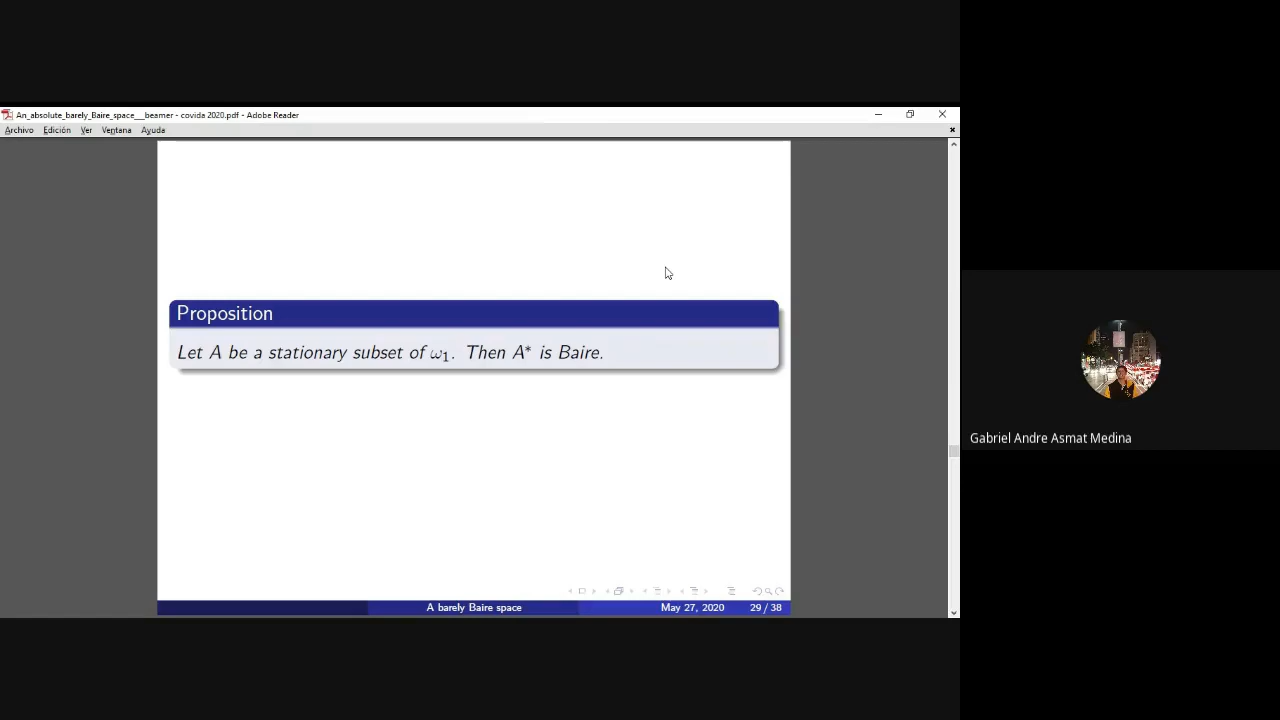 An_absolute_barely_Baire_space__beamer - covida 2020.pdf - Adobe Reader
Archivo Edición Ver Ventana Ayuda
Proposition
Let A be a stationary subset of ω₁. Then A* is Baire.
A barely Baire space May 27, 2020 29 / 38
Gabriel Andre Asmat Medina